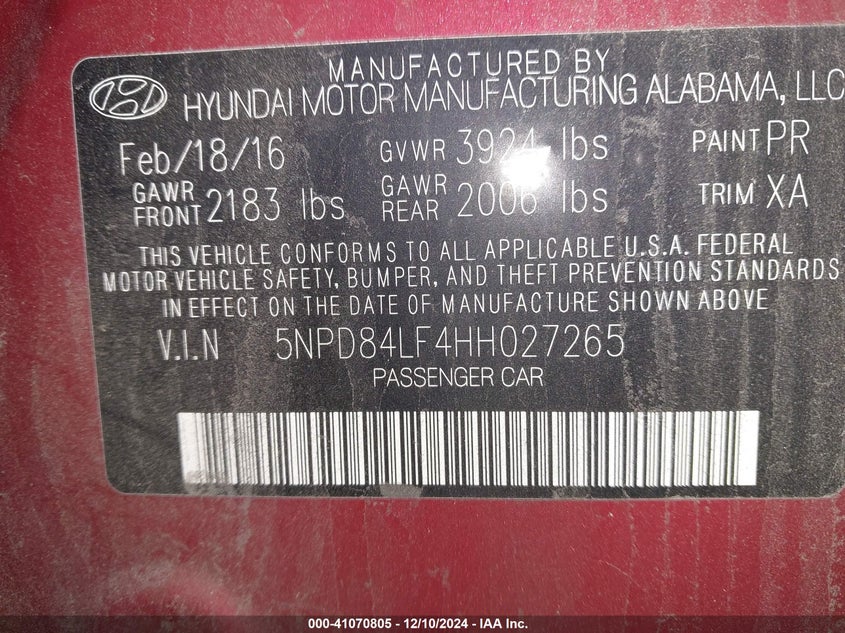 MANUFACTURED BY
HYUNDAI MOTOR MANUFACTURING ALABAMA, LLC
Feb/18/16 GVWR 3924 lbs PAINT PR
GAWR FRONT 2183 lbs GAWR REAR 2006 lbs TRIM XA
THIS VEHICLE CONFORMS TO ALL APPLICABLE U.S.A. FEDERAL
MOTOR VEHICLE SAFETY, BUMPER, AND THEFT PREVENTION STANDARDS
IN EFFECT ON THE DATE OF MANUFACTURE SHOWN ABOVE
V.I.N 5NPD84LF4HH027265
PASSENGER CAR
000-41070805 - 12/10/2024 - IAA Inc.